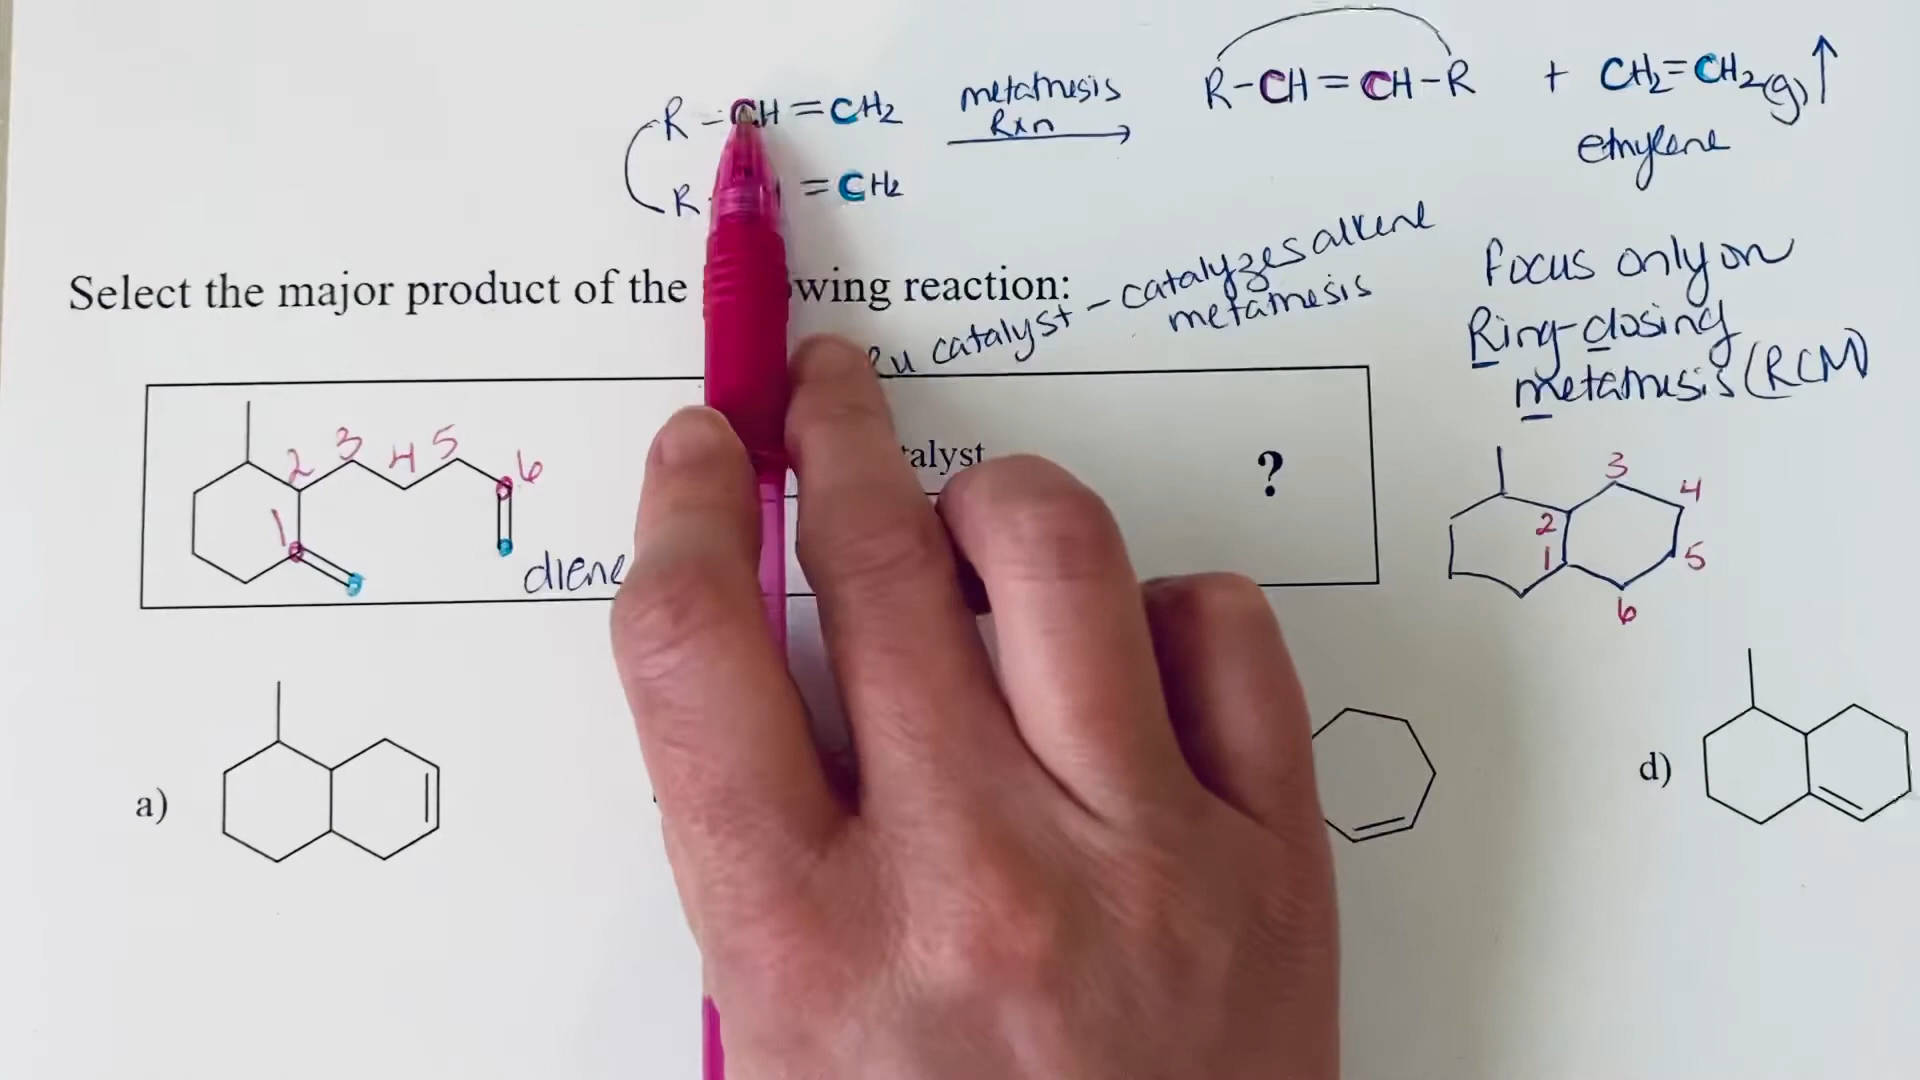 R-CH=CH2
R =CH2
metathesis
Rxn
R-CH=CH-R + CH2=CH2(g)↑
ethylene
Select the major product of the wing reaction:
Ru catalyst - catalyzes alkene
metathesis
Focus only on
Ring-closing
metathesis (RCM)
1
2
3
4
5
6
diene
alyst
?
3
4
2
1
5
6
a)
d)